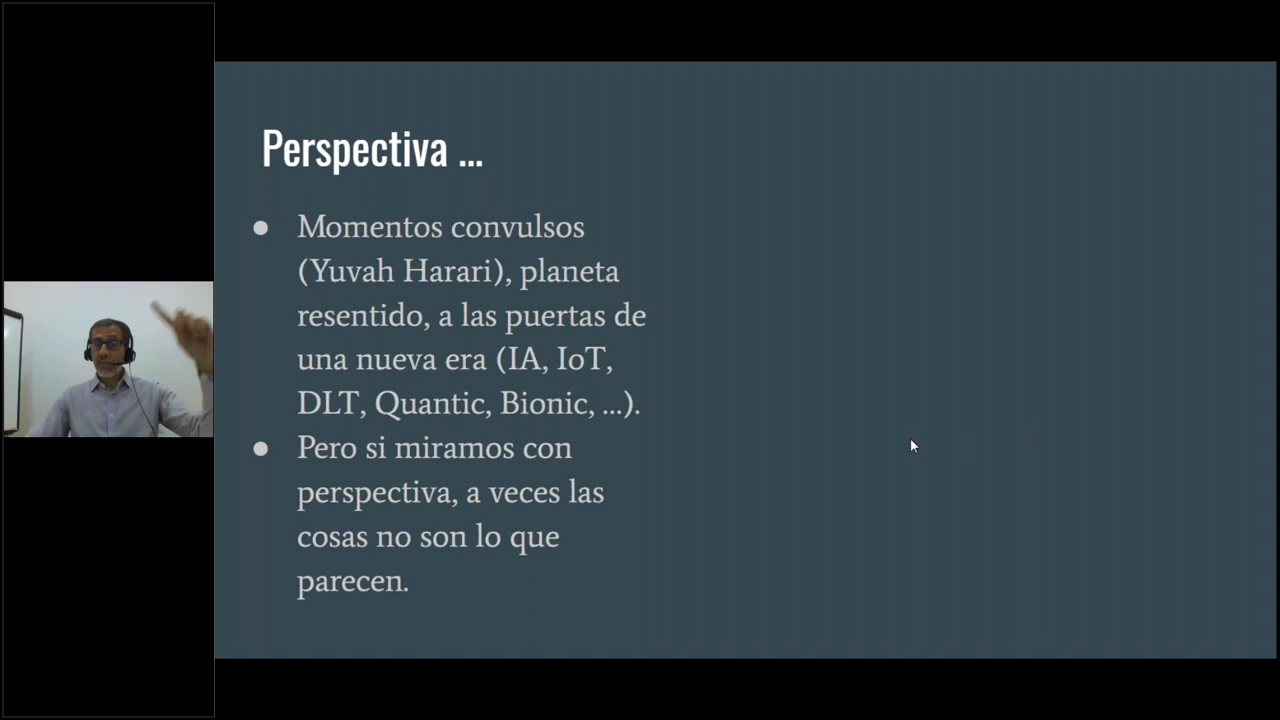 Perspectiva ...
● Momentos convulsos
(Yuvah Harari), planeta
resentido, a las puertas de
una nueva era (IA, IoT,
DLT, Quantic, Bionic, ...).
● Pero si miramos con
perspectiva, a veces las
cosas no son lo que
parecen.